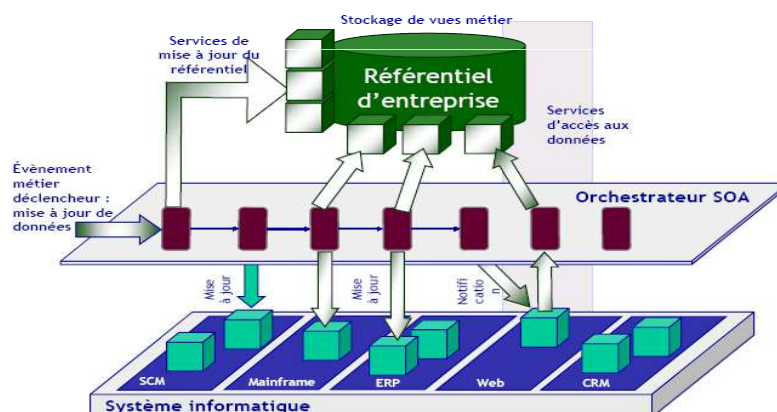 Stockage de vues métier
Services de
mise à jour du
référentiel
Référentiel
d'entreprise
Services
d'accès aux
données
Évènement
métier
déclencheur :
mise à jour de
données
Orchestrateur SOA
Mise
à jour
Mise
à jour
Notifi
catio
n
SCM
Mainframe
ERP
Web
CRM
Système informatique